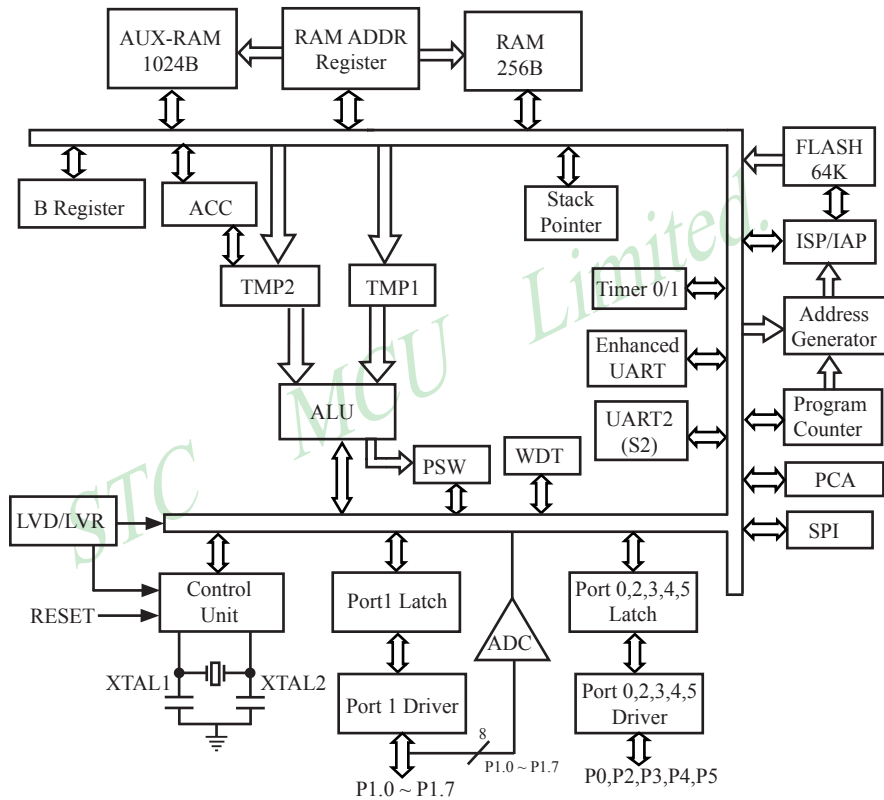 AUX-RAM
1024B
RAM ADDR
Register
RAM
256B
FLASH
64K
B Register
ACC
Stack
Pointer
ISP/IAP
TMP2
TMP1
Timer 0/1
Address
Generator
Enhanced
UART
ALU
UART2
(S2)
Program
Counter
PSW
WDT
PCA
LVD/LVR
SPI
Control
Unit
RESET
Port1 Latch
ADC
Port 0,2,3,4,5
Latch
XTAL1
XTAL2
Port 1 Driver
Port 0,2,3,4,5
Driver
8
P1.0 ~ P1.7
P1.0 ~ P1.7
P0,P2,P3,P4,P5
STC MCU Limited.